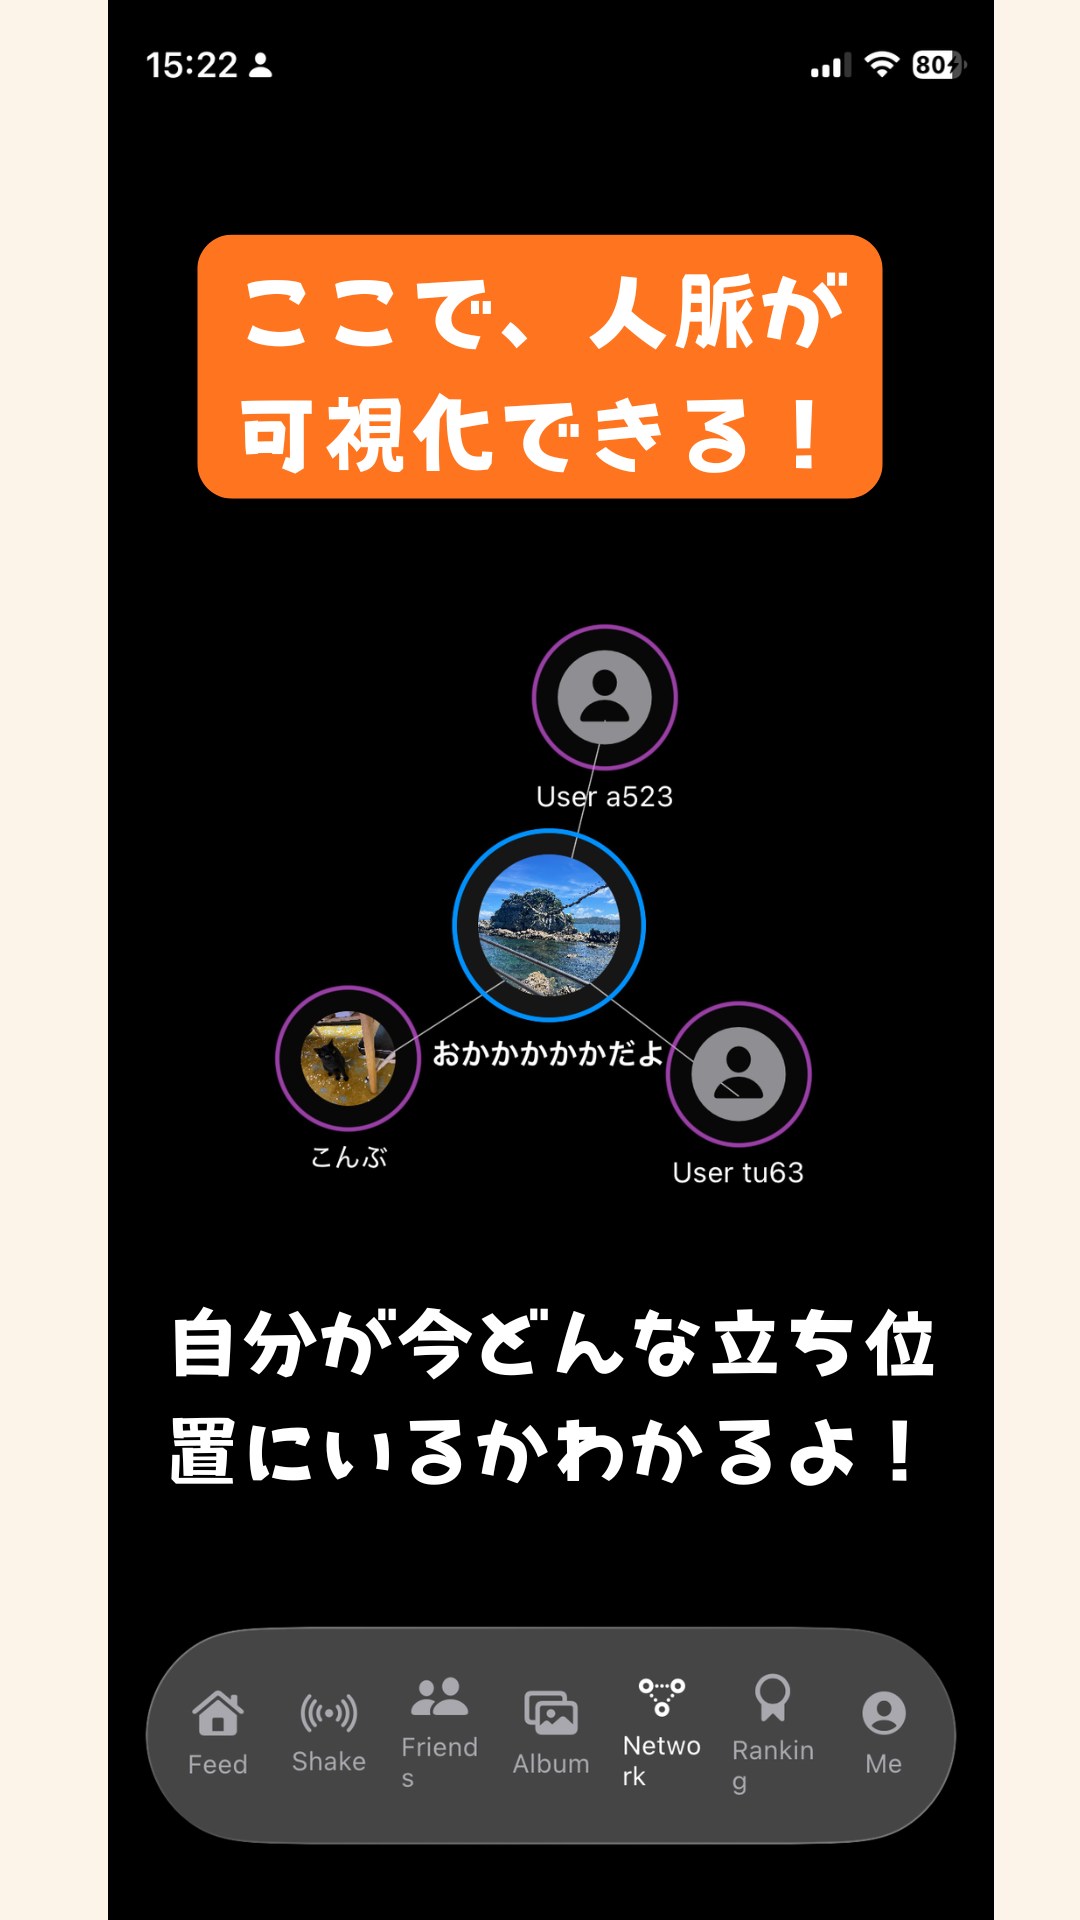 15:22
80
ここで、人脈が
可視化できる！
User a523
おかかかかかだよ
こんぶ
User tu63
自分が今どんな立ち位
置にいるかわかるよ！
Feed
Shake
Friend
s
Album
Netwo
rk
Rankin
g
Me